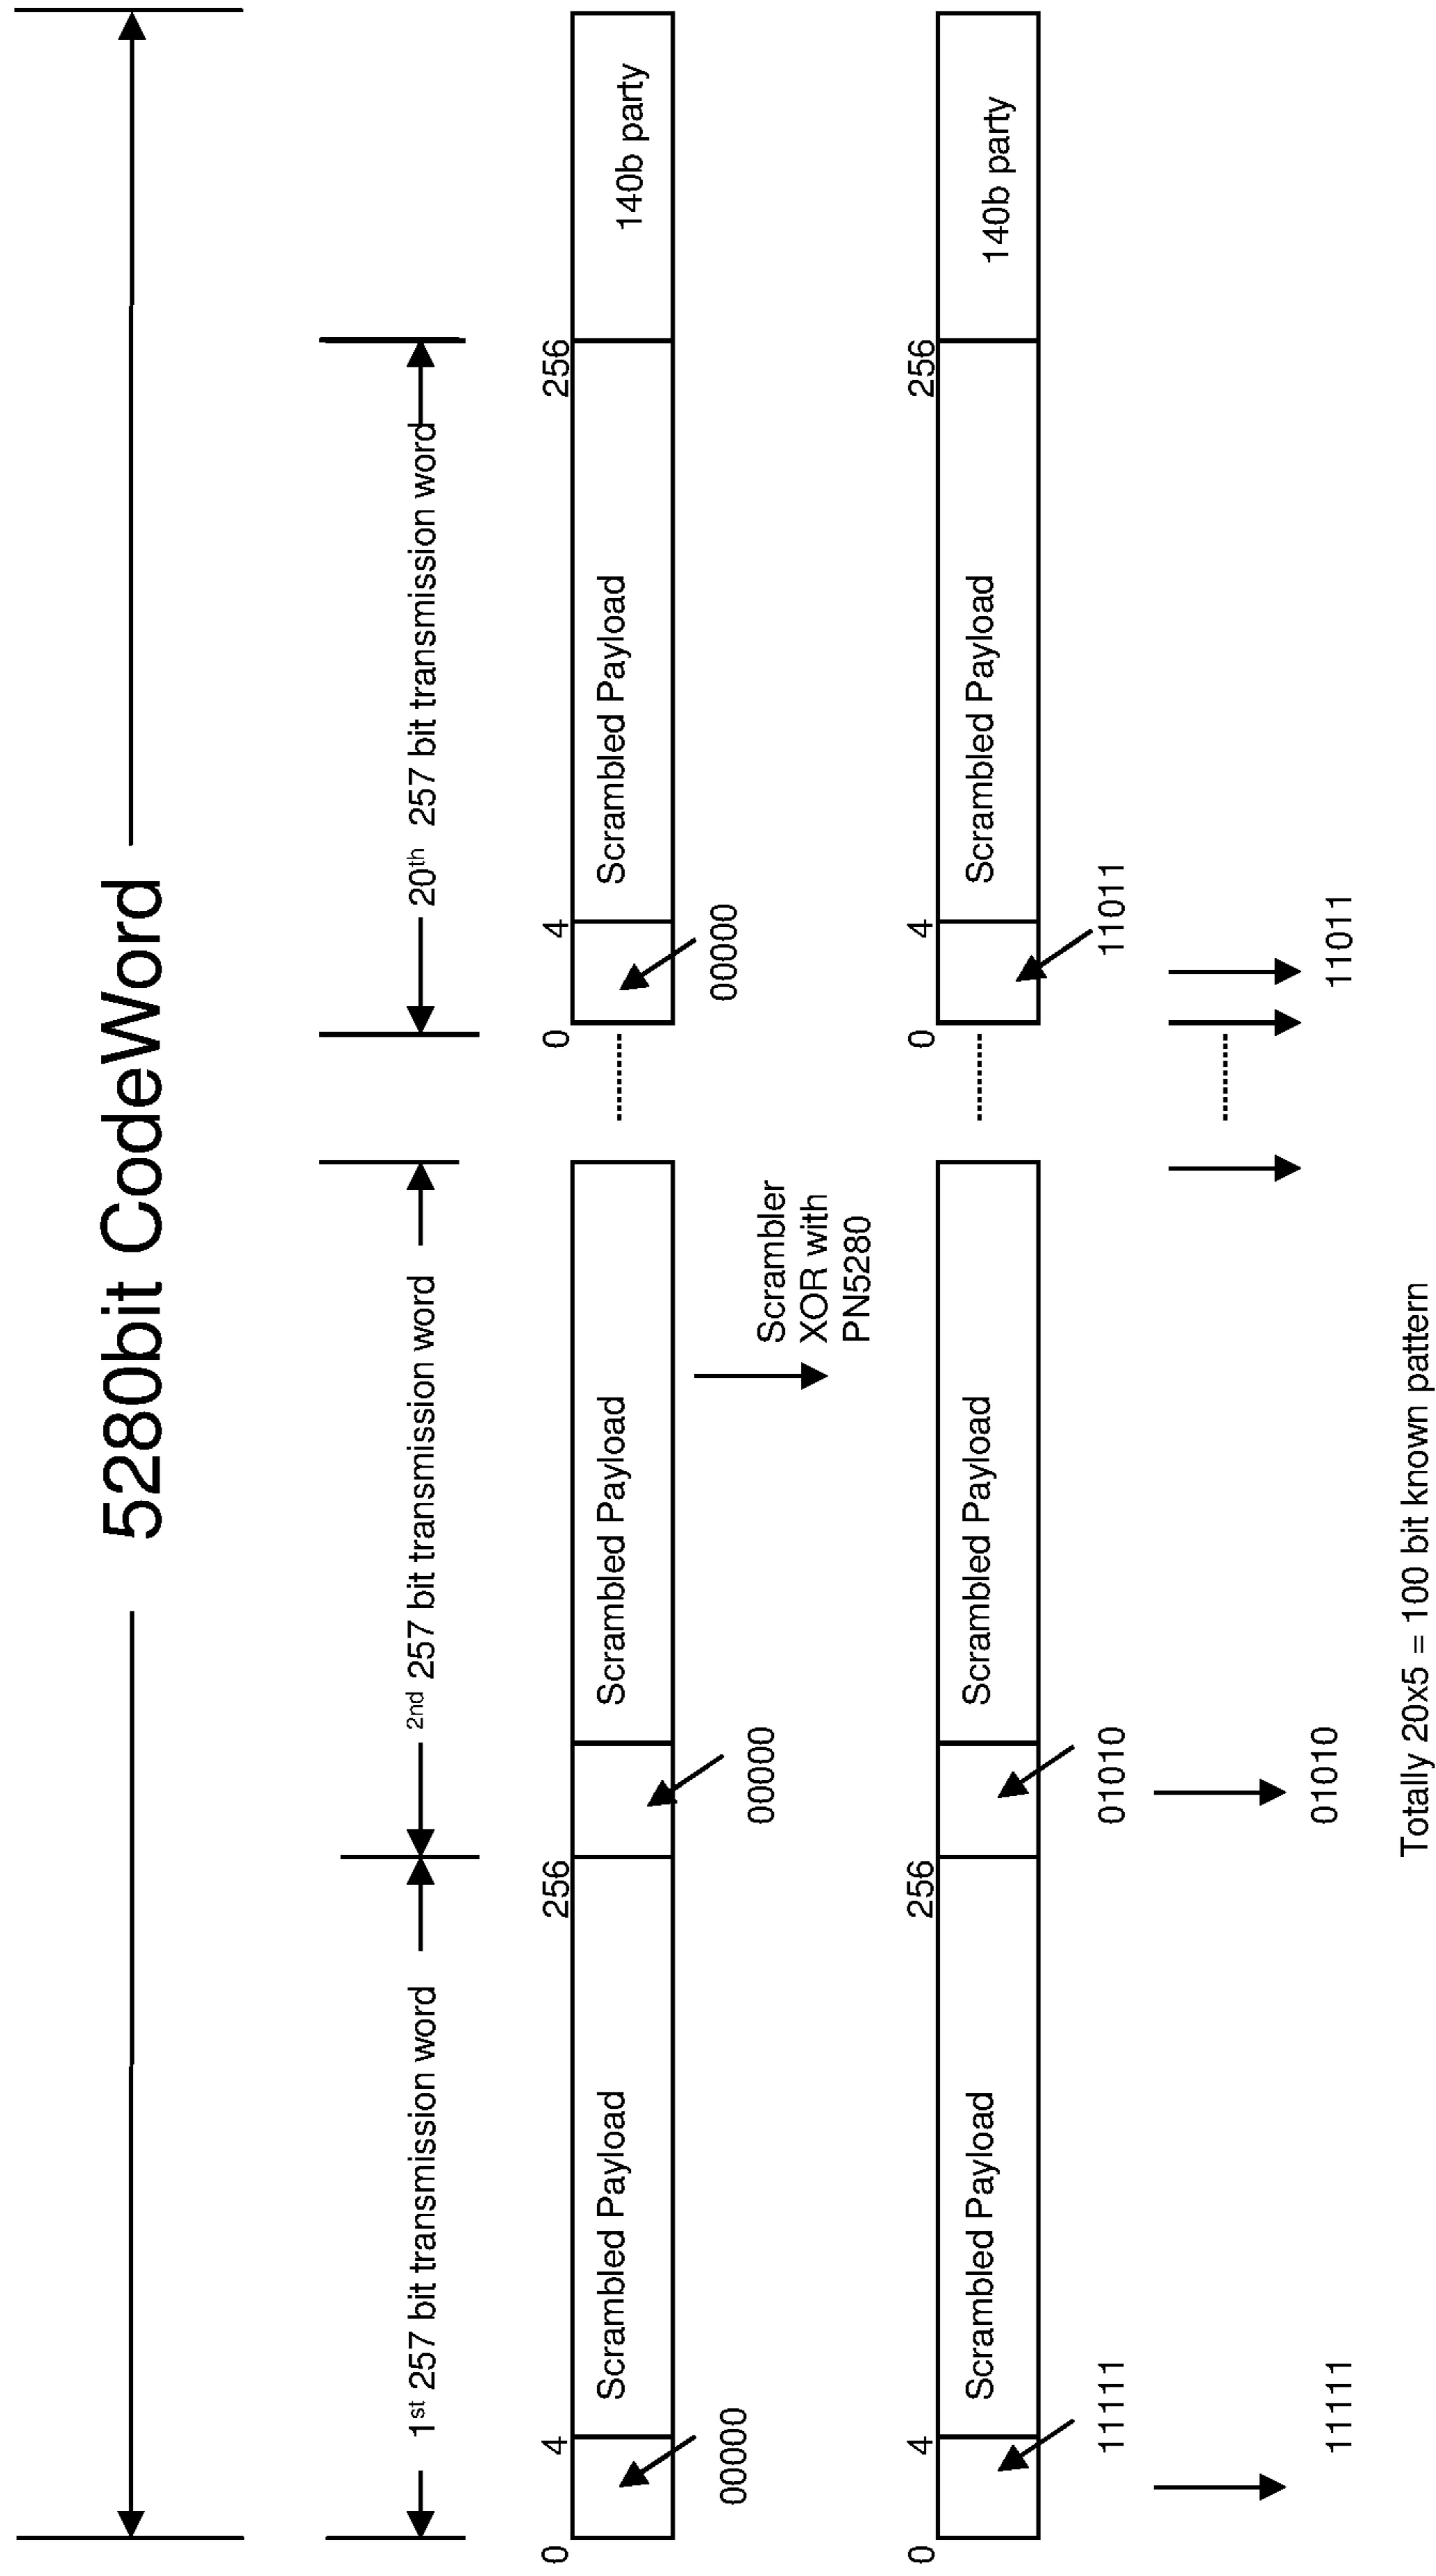 5280bit CodeWord
1st 257 bit transmission word
2nd 257 bit transmission word
20th 257 bit transmission word
0
4
256
0
4
256
Scrambled Payload
Scrambled Payload
Scrambled Payload
140b party
00000
00000
00000
Scrambler
XOR with
PN5280
0
4
256
0
4
256
Scrambled Payload
Scrambled Payload
Scrambled Payload
140b party
11111
01010
11011
11111
01010
11011
Totally 20x5 = 100 bit known pattern